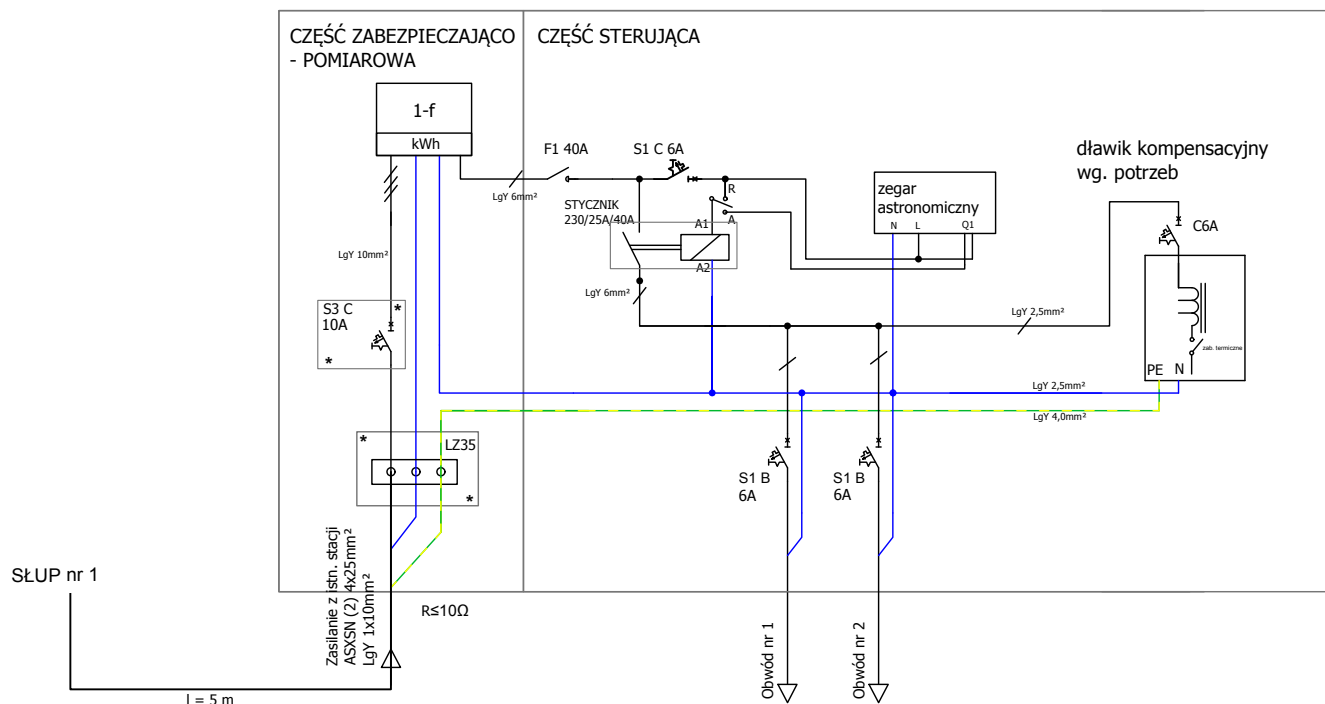 CZĘŚĆ ZABEZPIECZAJĄCO
- POMIAROWA
CZĘŚĆ STERUJĄCA
1-f
kWh
F1 40A
S1 C 6A
LgY 6mm²
STYCZNIK
230/25A/40A
R
A
A1
A2
zegar
astronomiczny
N L Q1
dławik kompensacyjny
wg. potrzeb
C6A
LgY 10mm²
LgY 6mm²
LgY 2,5mm²
S3 C
10A
*
*
zab. termiczne
PE N
LgY 2,5mm²
LgY 4,0mm²
*
LZ35
*
S1 B
6A
S1 B
6A
SŁUP nr 1
Zasilanie z istn. stacji
ASXSN (2) 4x25mm²
LgY 1x10mm²
R≤10Ω
Obwód nr 1
Obwód nr 2
l = 5 m